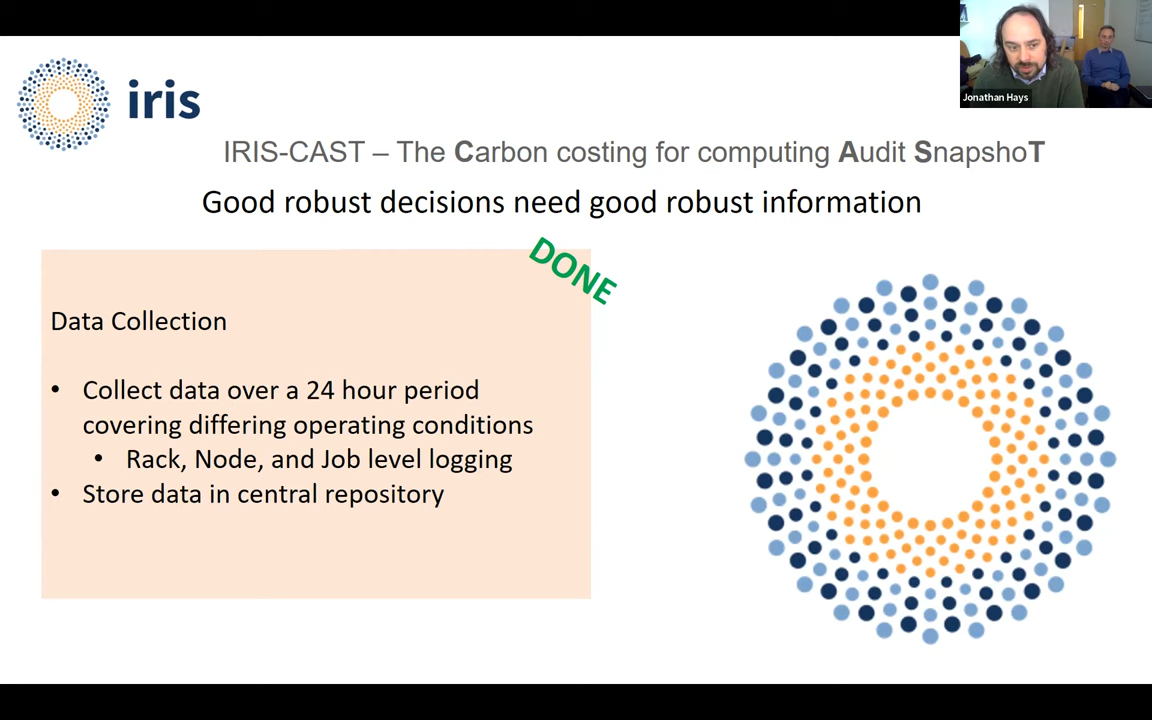 Jonathan Hays
iris
IRIS-CAST – The Carbon costing for computing Audit SnapshoT
Good robust decisions need good robust information
DONE
Data Collection
• Collect data over a 24 hour period
covering differing operating conditions
• Rack, Node, and Job level logging
• Store data in central repository